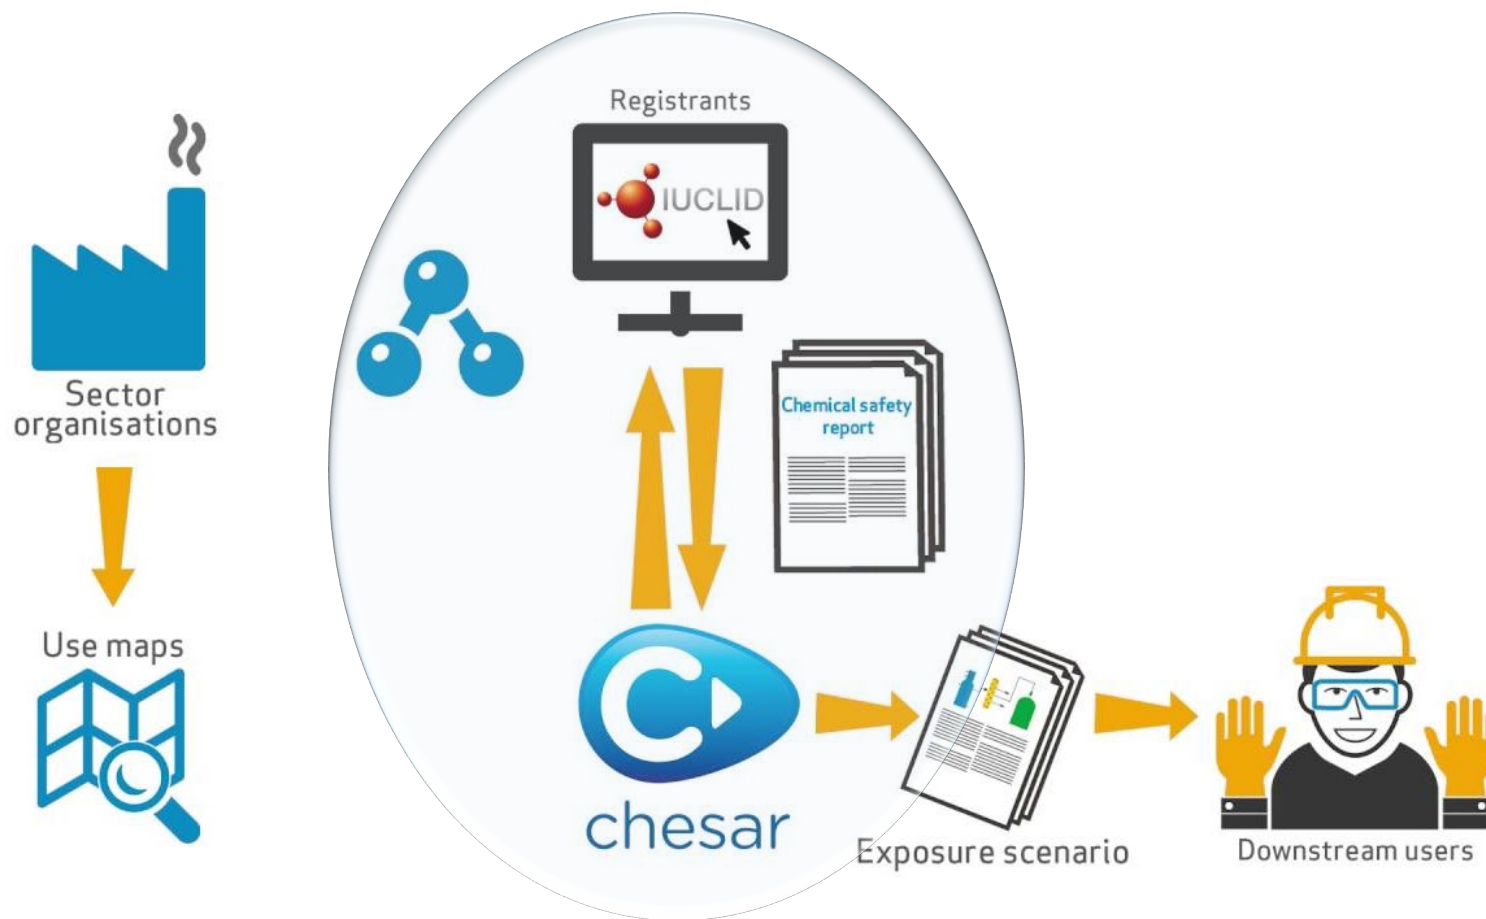 Registrants
IUCLID
Sector
organisations
Chemical safety
report
Use maps
chesar
Exposure scenario
Downstream users